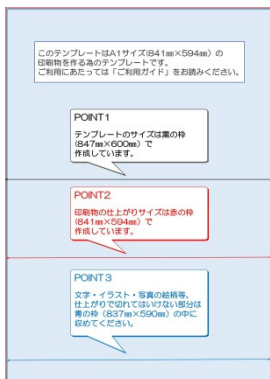 このテンプレートはA1サイズ(841㎜×594㎜)の
印刷物を作る為のテンプレートです。
ご利用にあたっては「ご利用ガイド」をお読みください。
POINT1
テンプレートのサイズは黒の枠
(847㎜×600㎜)で
作成しています。
POINT2
印刷物の仕上がりサイズは赤の枠
(841㎜×594㎜)で
作成しています。
POINT3
文字・イラスト・写真の絵柄等、
仕上がりで切れてはいけない部分は
青の枠(837㎜×590㎜)の中に
収めてください。